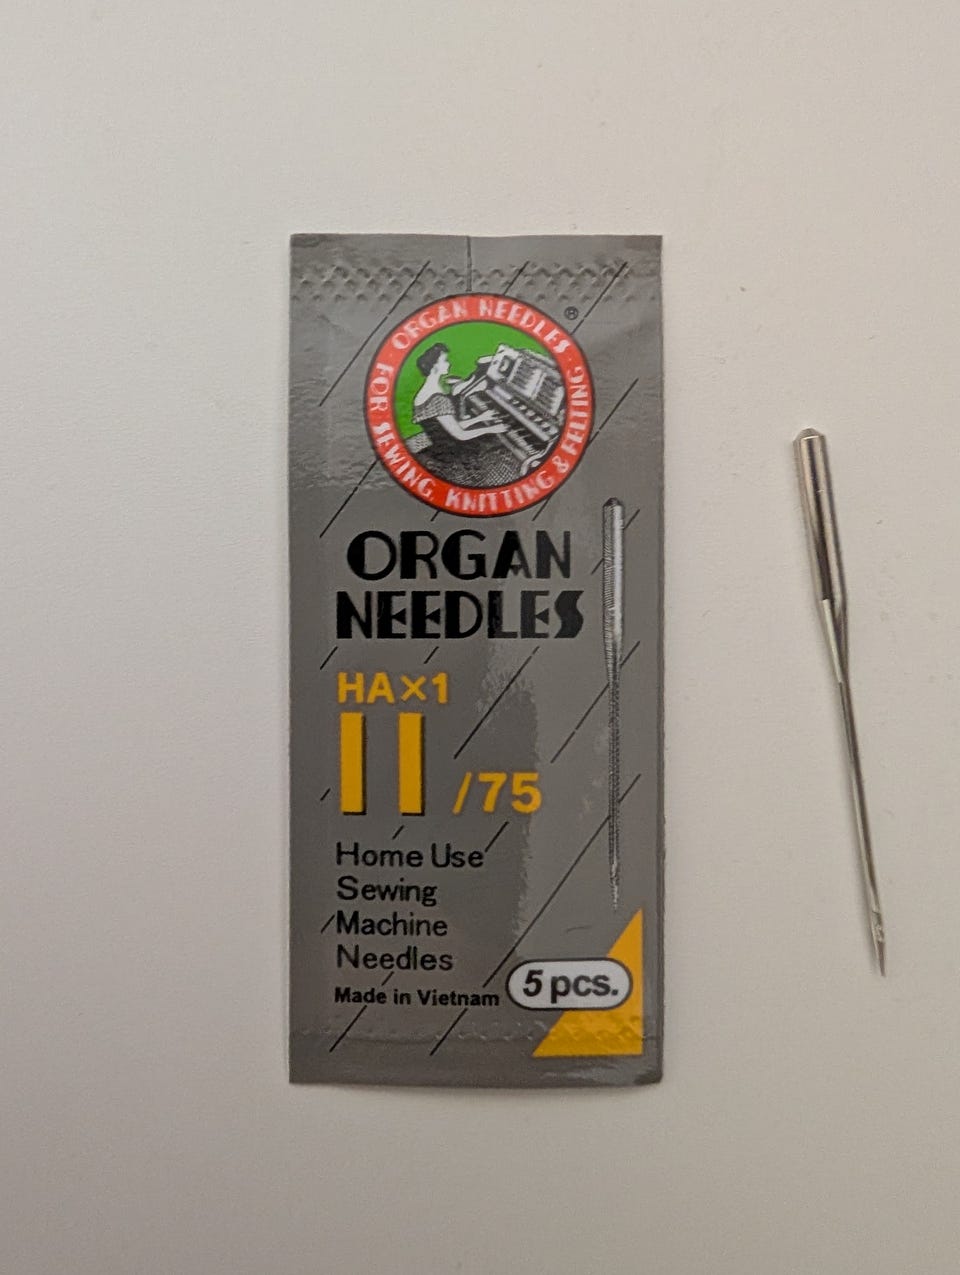 ORGAN NEEDLES
FOR SEWING KNITTING & FELTING
®
ORGAN
NEEDLES
HA×1
11/75
Home Use
Sewing
Machine
Needles
Made in Vietnam
5 pcs.